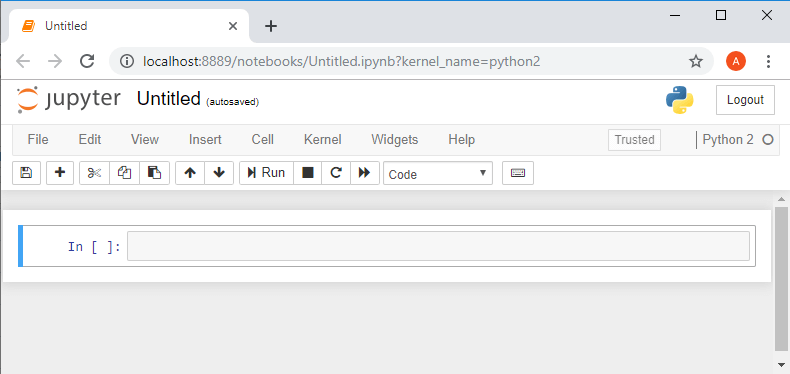 Untitled
localhost:8889/notebooks/Untitled.ipynb?kernel_name=python2
A
jupyter Untitled (autosaved) Logout
File Edit View Insert Cell Kernel Widgets Help Trusted Python 2
Run Code
In [ ]: